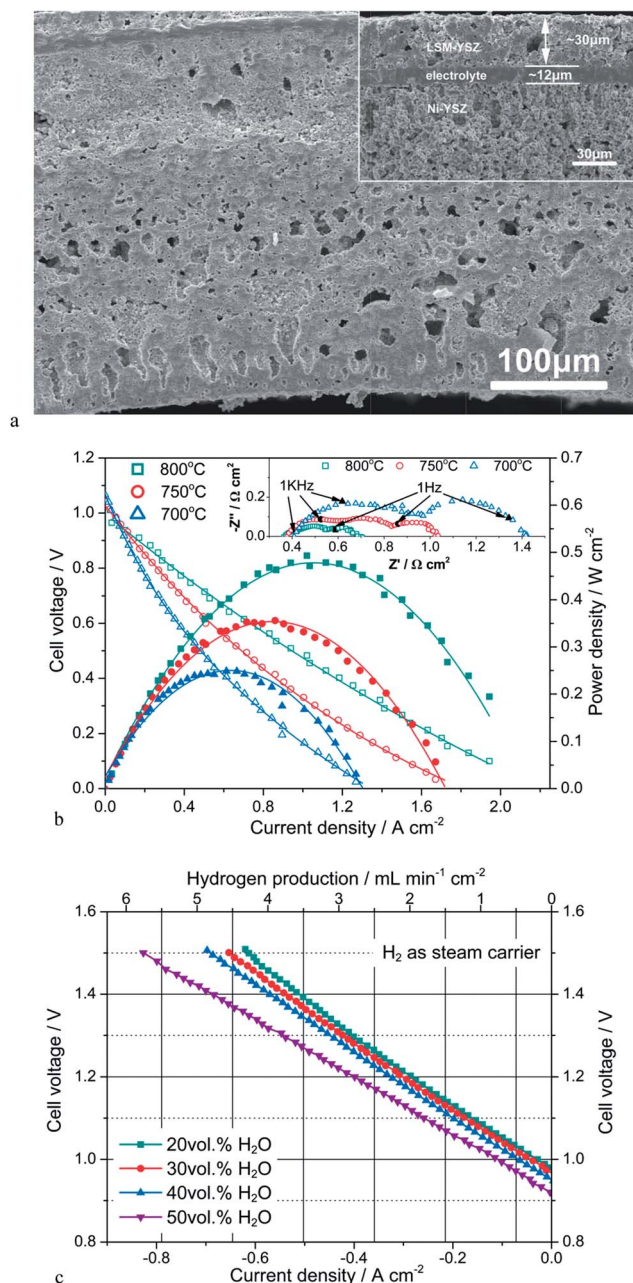 LSM-YSZ
~30μm
electrolyte
~12μm
Ni-YSZ
30μm
100μm
a
1.2
1.0
0.8
0.6
0.4
0.2
0.0
Cell voltage / V
800°C
750°C
700°C
0.2
0.0
-Z'' / Ω cm²
800°C 750°C 700°C
1KHz
1Hz
0.4 0.6 0.8 1.0 1.2 1.4
Z' / Ω cm²
0.7
0.6
0.5
0.4
0.3
0.2
0.1
0.0
Power density / W cm⁻²
0.0 0.4 0.8 1.2 1.6 2.0
Current density / A cm⁻²
b
Hydrogen production / mL min⁻¹ cm⁻²
6 5 4 3 2 1 0
1.6
1.4
1.2
1.0
0.8
Cell voltage / V
H₂ as steam carrier
20vol.% H₂O
30vol.% H₂O
40vol.% H₂O
50vol.% H₂O
1.6
1.4
1.2
1.0
0.8
Cell voltage / V
-0.8 -0.6 -0.4 -0.2 0.0
Current density / A cm⁻²
c